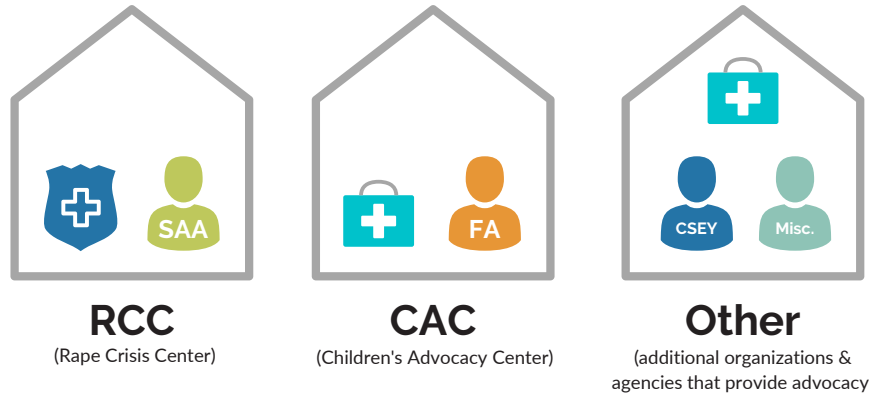 SAA
FA
CSEY
Misc.
RCC
(Rape Crisis Center)
CAC
(Children's Advocacy Center)
Other
(additional organizations &
agencies that provide advocacy